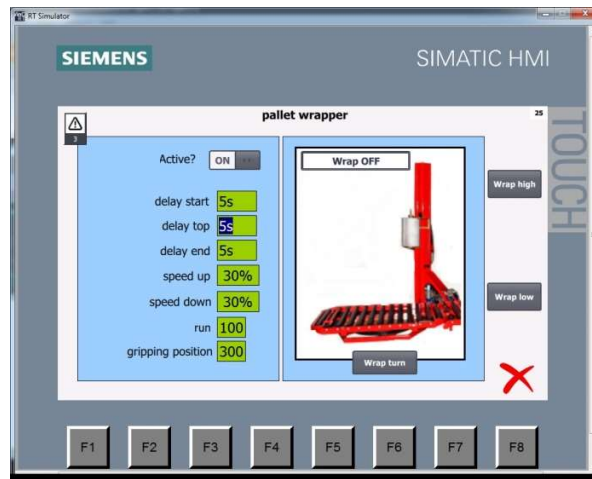 RT Simulator
SIEMENS
SIMATIC HMI
TOUCH
pallet wrapper
25
3
Active? ON
delay start 5s
delay top 5s
delay end 5s
speed up 30%
speed down 30%
run 100
gripping position 300
Wrap OFF
Wrap high
Wrap low
Wrap turn
F1 F2 F3 F4 F5 F6 F7 F8